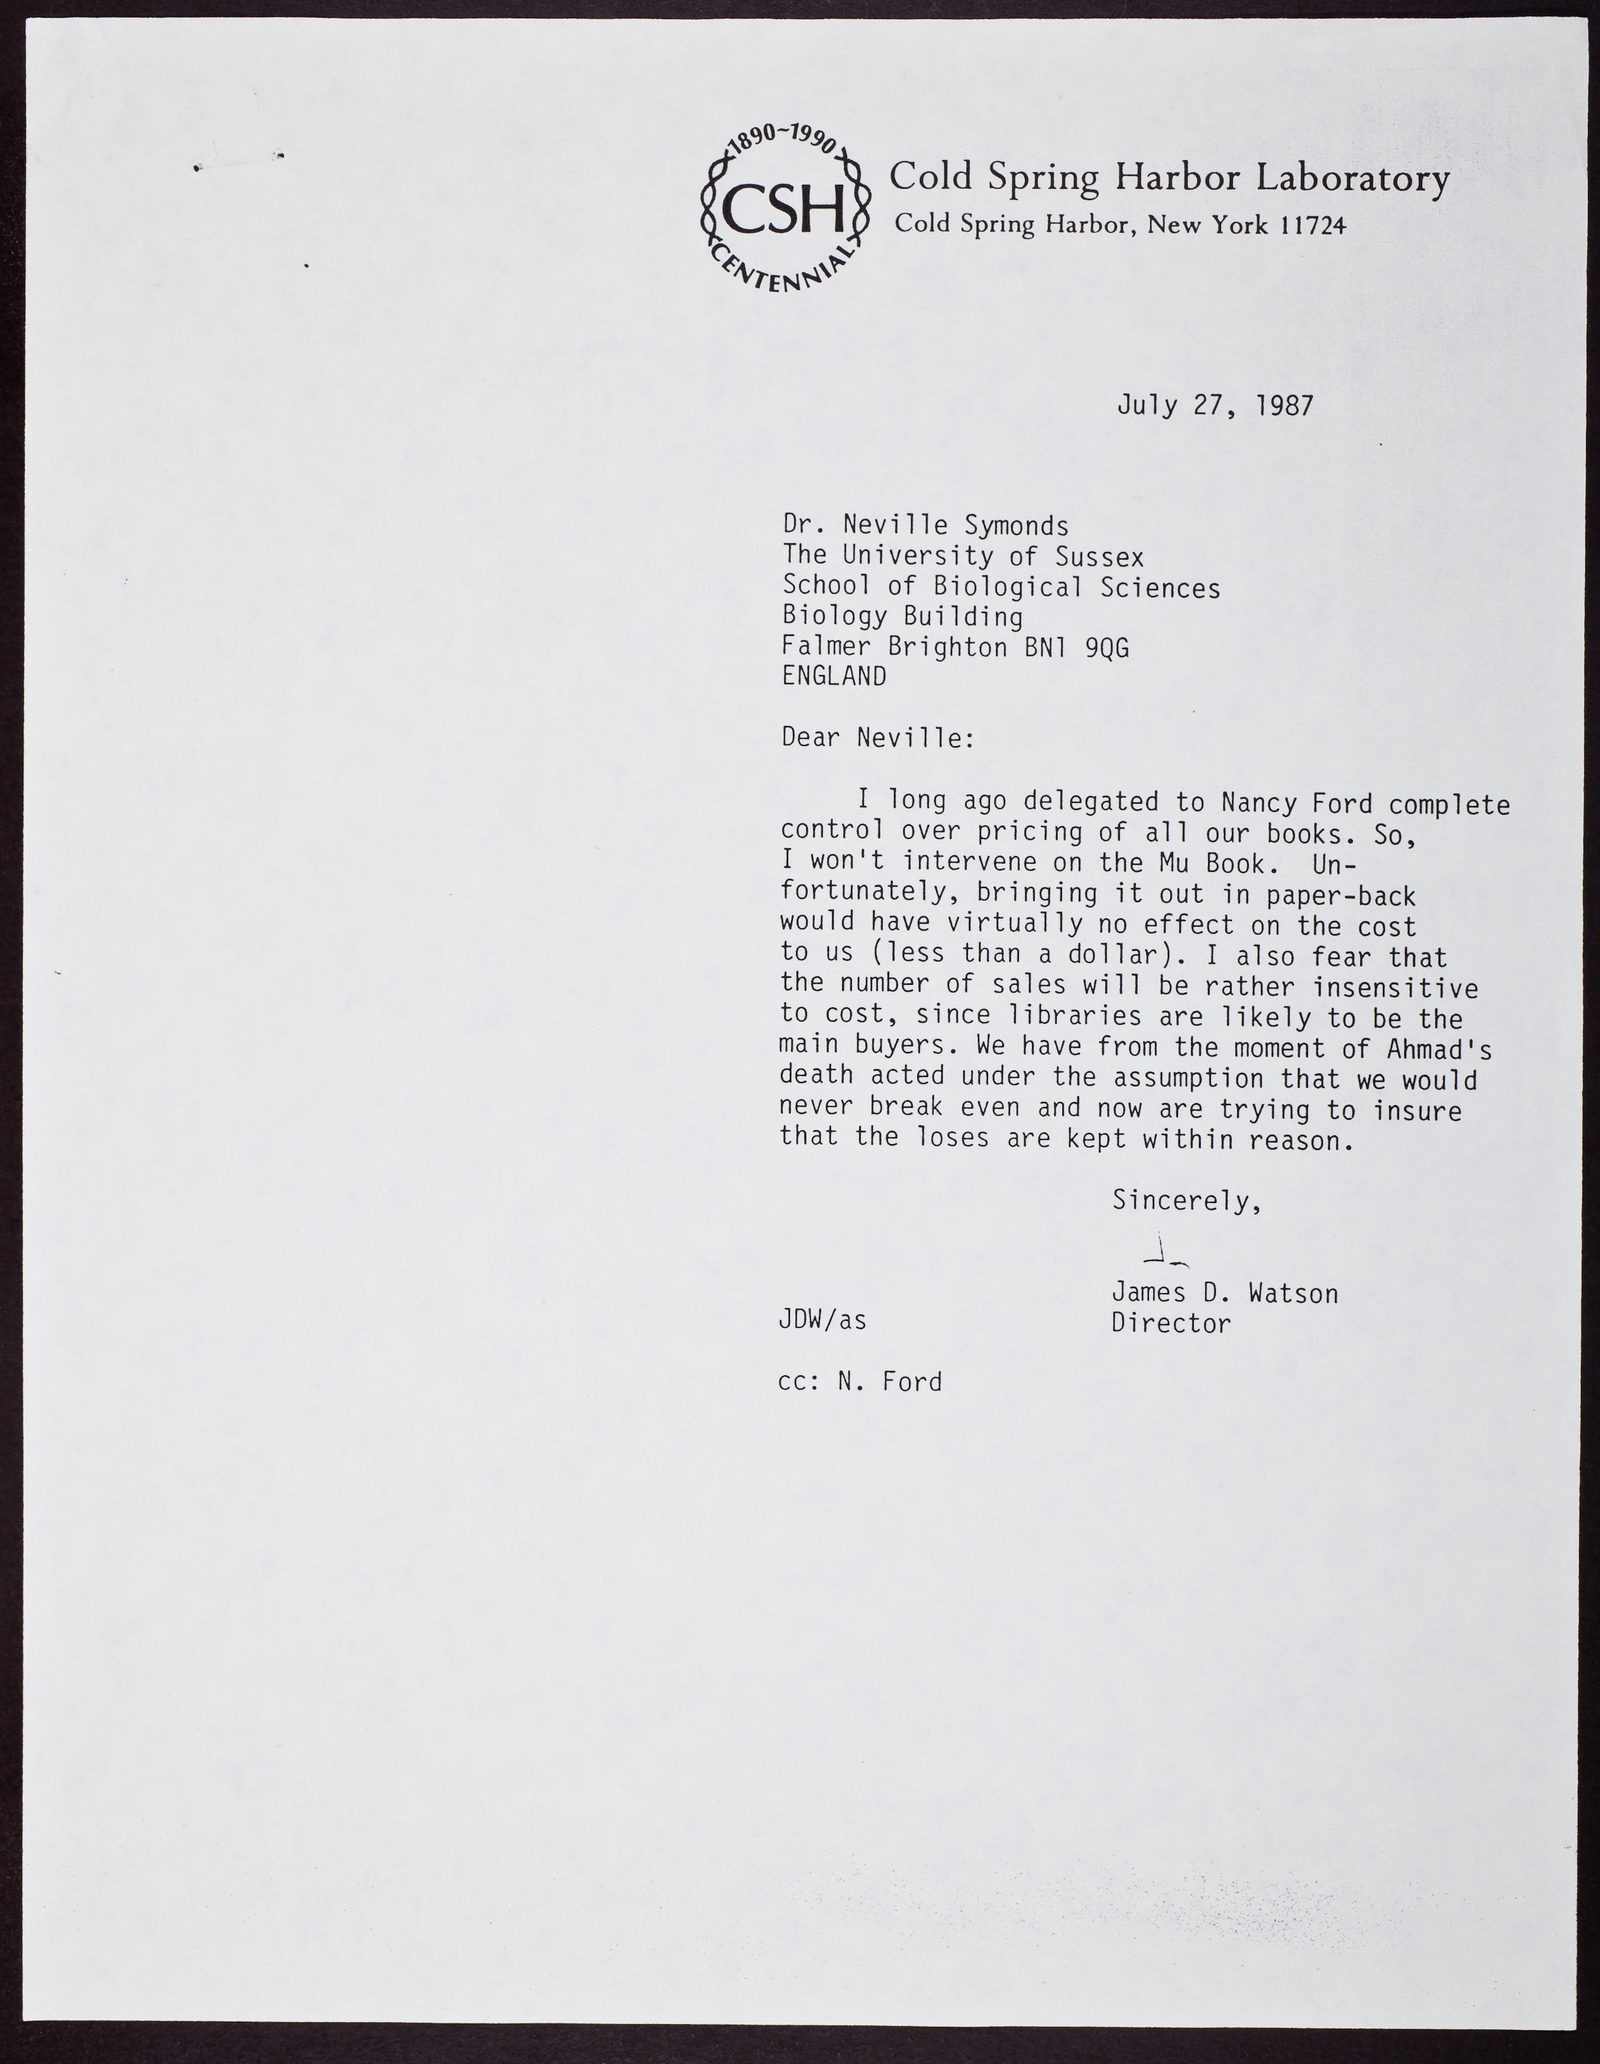 1890~1990
CSH
CENTENNIAL
Cold Spring Harbor Laboratory
Cold Spring Harbor, New York 11724
July 27, 1987
Dr. Neville Symonds
The University of Sussex
School of Biological Sciences
Biology Building
Falmer Brighton BN1 9QG
ENGLAND
Dear Neville:
I long ago delegated to Nancy Ford complete
control over pricing of all our books. So,
I won't intervene on the Mu Book. Un-
fortunately, bringing it out in paper-back
would have virtually no effect on the cost
to us (less than a dollar). I also fear that
the number of sales will be rather insensitive
to cost, since libraries are likely to be the
main buyers. We have from the moment of Ahmad's
death acted under the assumption that we would
never break even and now are trying to insure
that the loses are kept within reason.
Sincerely,
James D. Watson
Director
JDW/as
cc: N. Ford